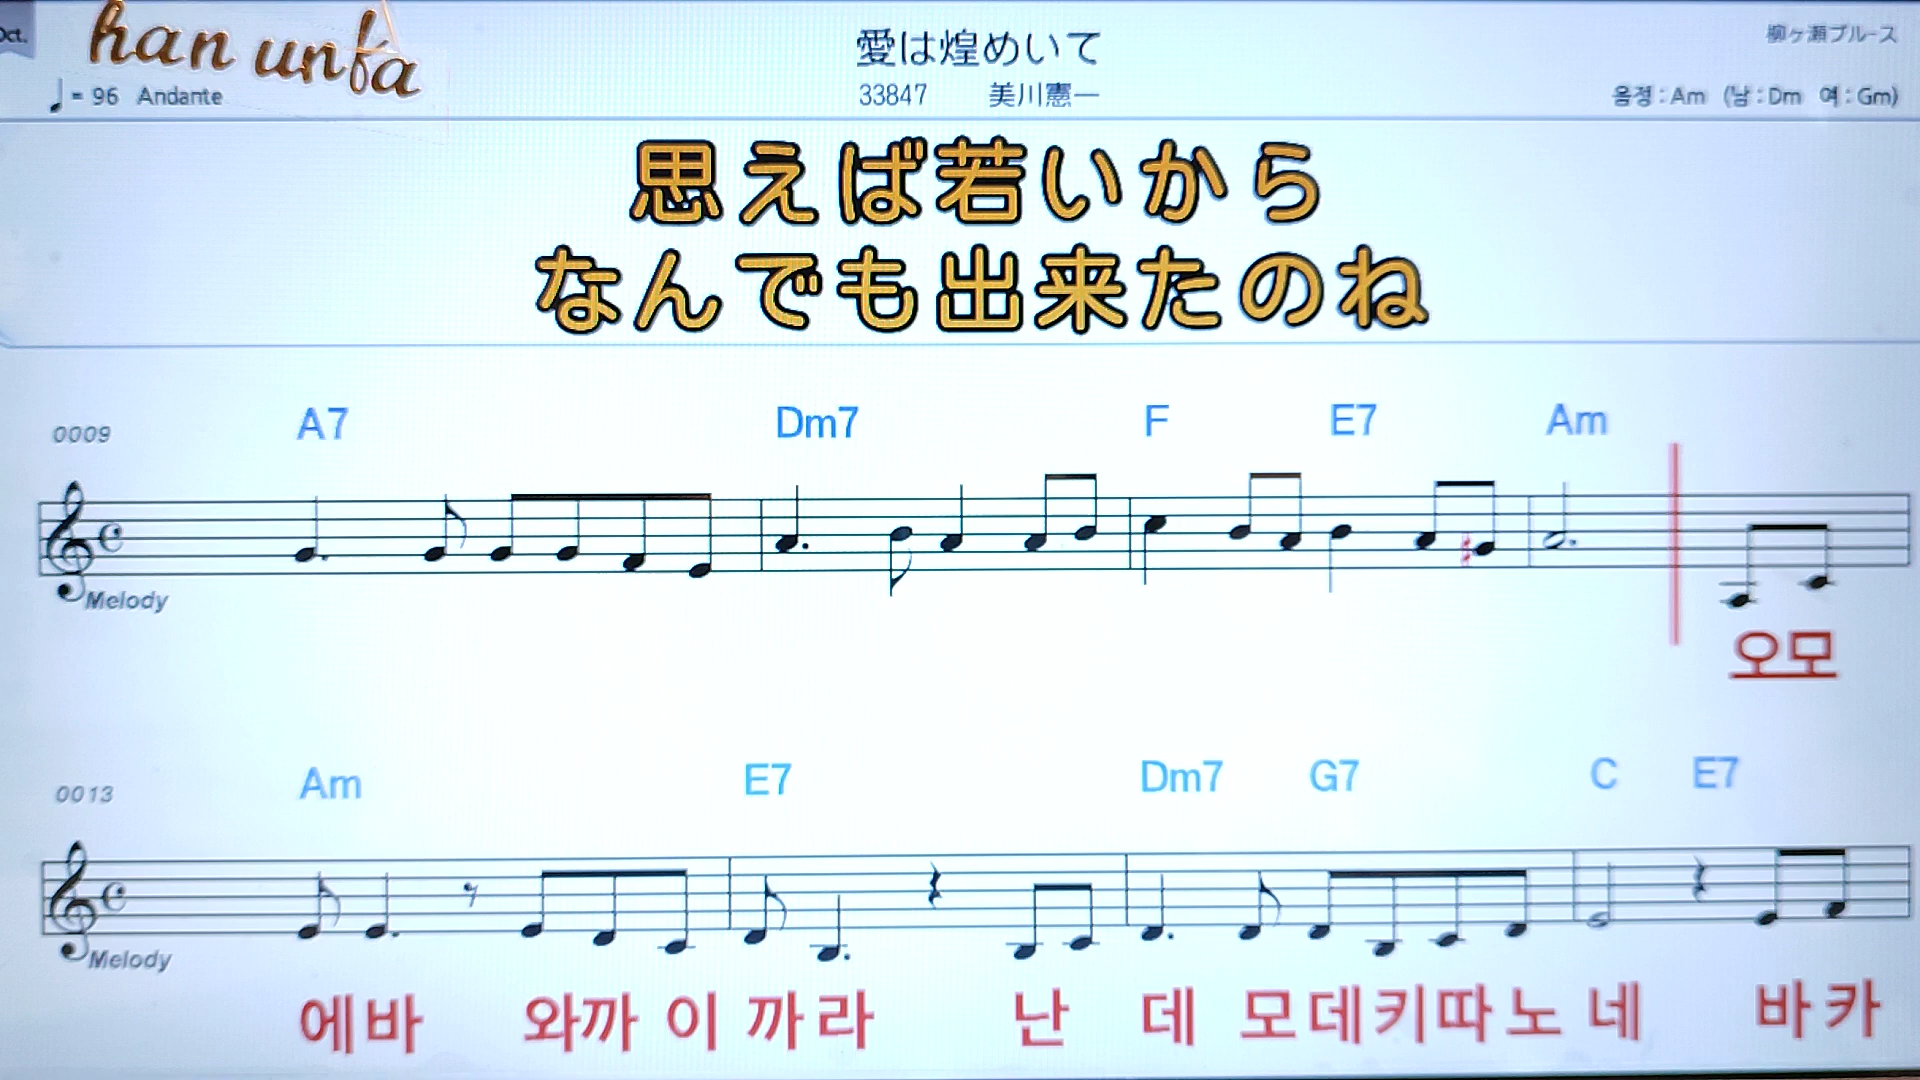 Oct.
han unfa
♩= 96 Andante
愛は煌めいて
33847 美川憲一
柳ヶ瀬ブルース
음정 : Am (남 : Dm 여 : Gm)
思えば若いから
なんでも出来たのね
0009 A7 Dm7 F E7 Am
Melody
오모
0013 Am E7 Dm7 G7 C E7
Melody
에바 와까 이 까라 난 데 모데키따노 네 바카